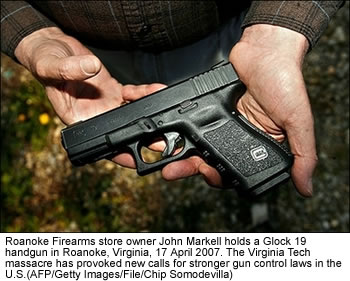 Roanoke Firearms store owner John Markell holds a Glock 19
handgun in Roanoke, Virginia, 17 April 2007. The Virginia Tech
massacre has provoked new calls for stronger gun control laws in the
U.S.(AFP/Getty Images/File/Chip Somodevilla)